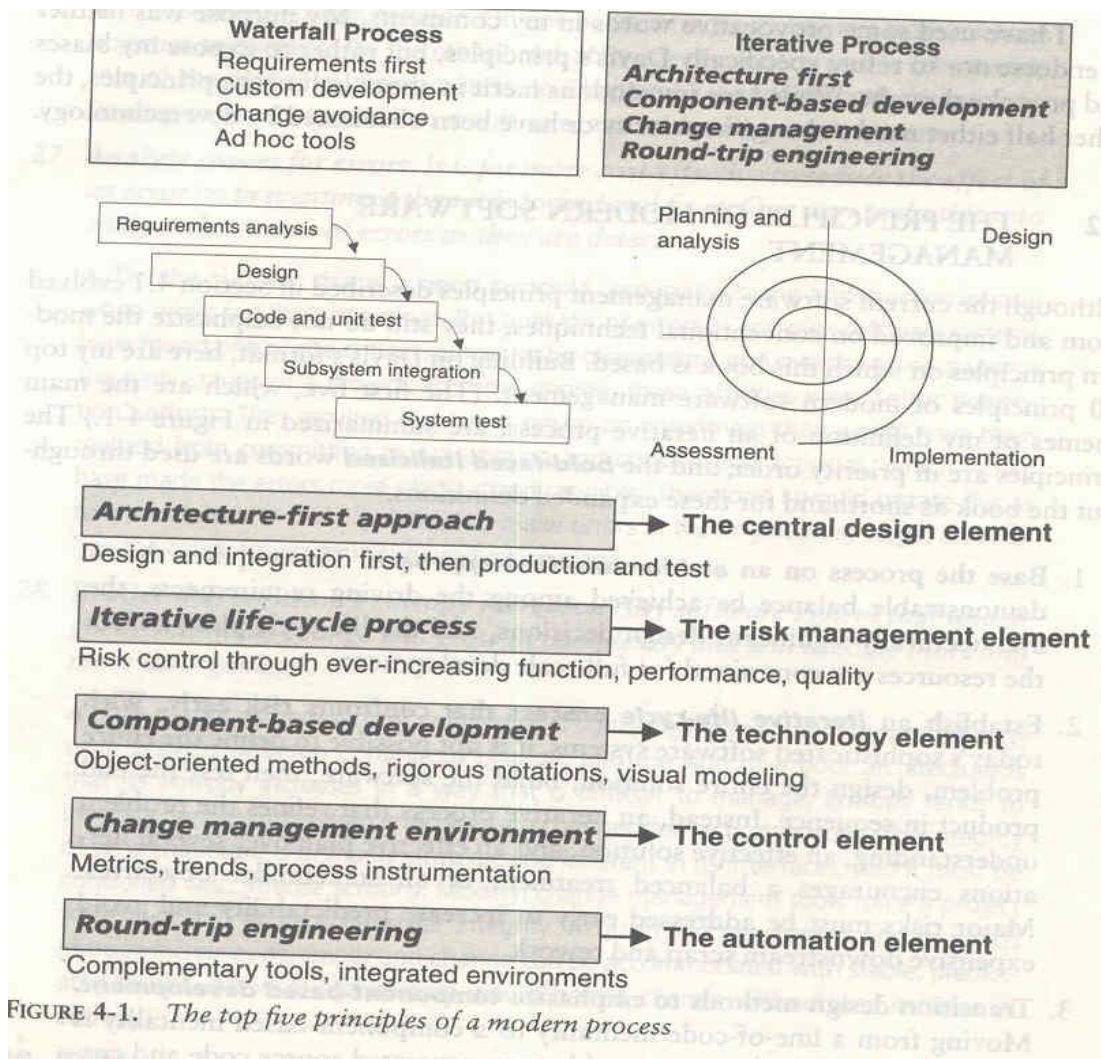 Waterfall Process
Requirements first
Custom development
Change avoidance
Ad hoc tools
Iterative Process
Architecture first
Component-based development
Change management
Round-trip engineering
Requirements analysis
Design
Code and unit test
Subsystem integration
System test
Planning and
analysis
Design
Assessment
Implementation
Architecture-first approach
The central design element
Design and integration first, then production and test
Iterative life-cycle process
The risk management element
Risk control through ever-increasing function, performance, quality
Component-based development
The technology element
Object-oriented methods, rigorous notations, visual modeling
Change management environment
The control element
Metrics, trends, process instrumentation
Round-trip engineering
The automation element
Complementary tools, integrated environments
FIGURE 4-1. The top five principles of a modern process